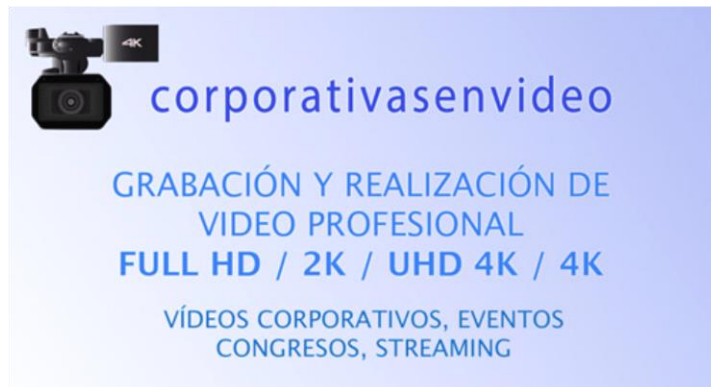 4K
corporativasenvideo
GRABACIÓN Y REALIZACIÓN DE
VIDEO PROFESIONAL
FULL HD / 2K / UHD 4K / 4K
VÍDEOS CORPORATIVOS, EVENTOS
CONGRESOS, STREAMING